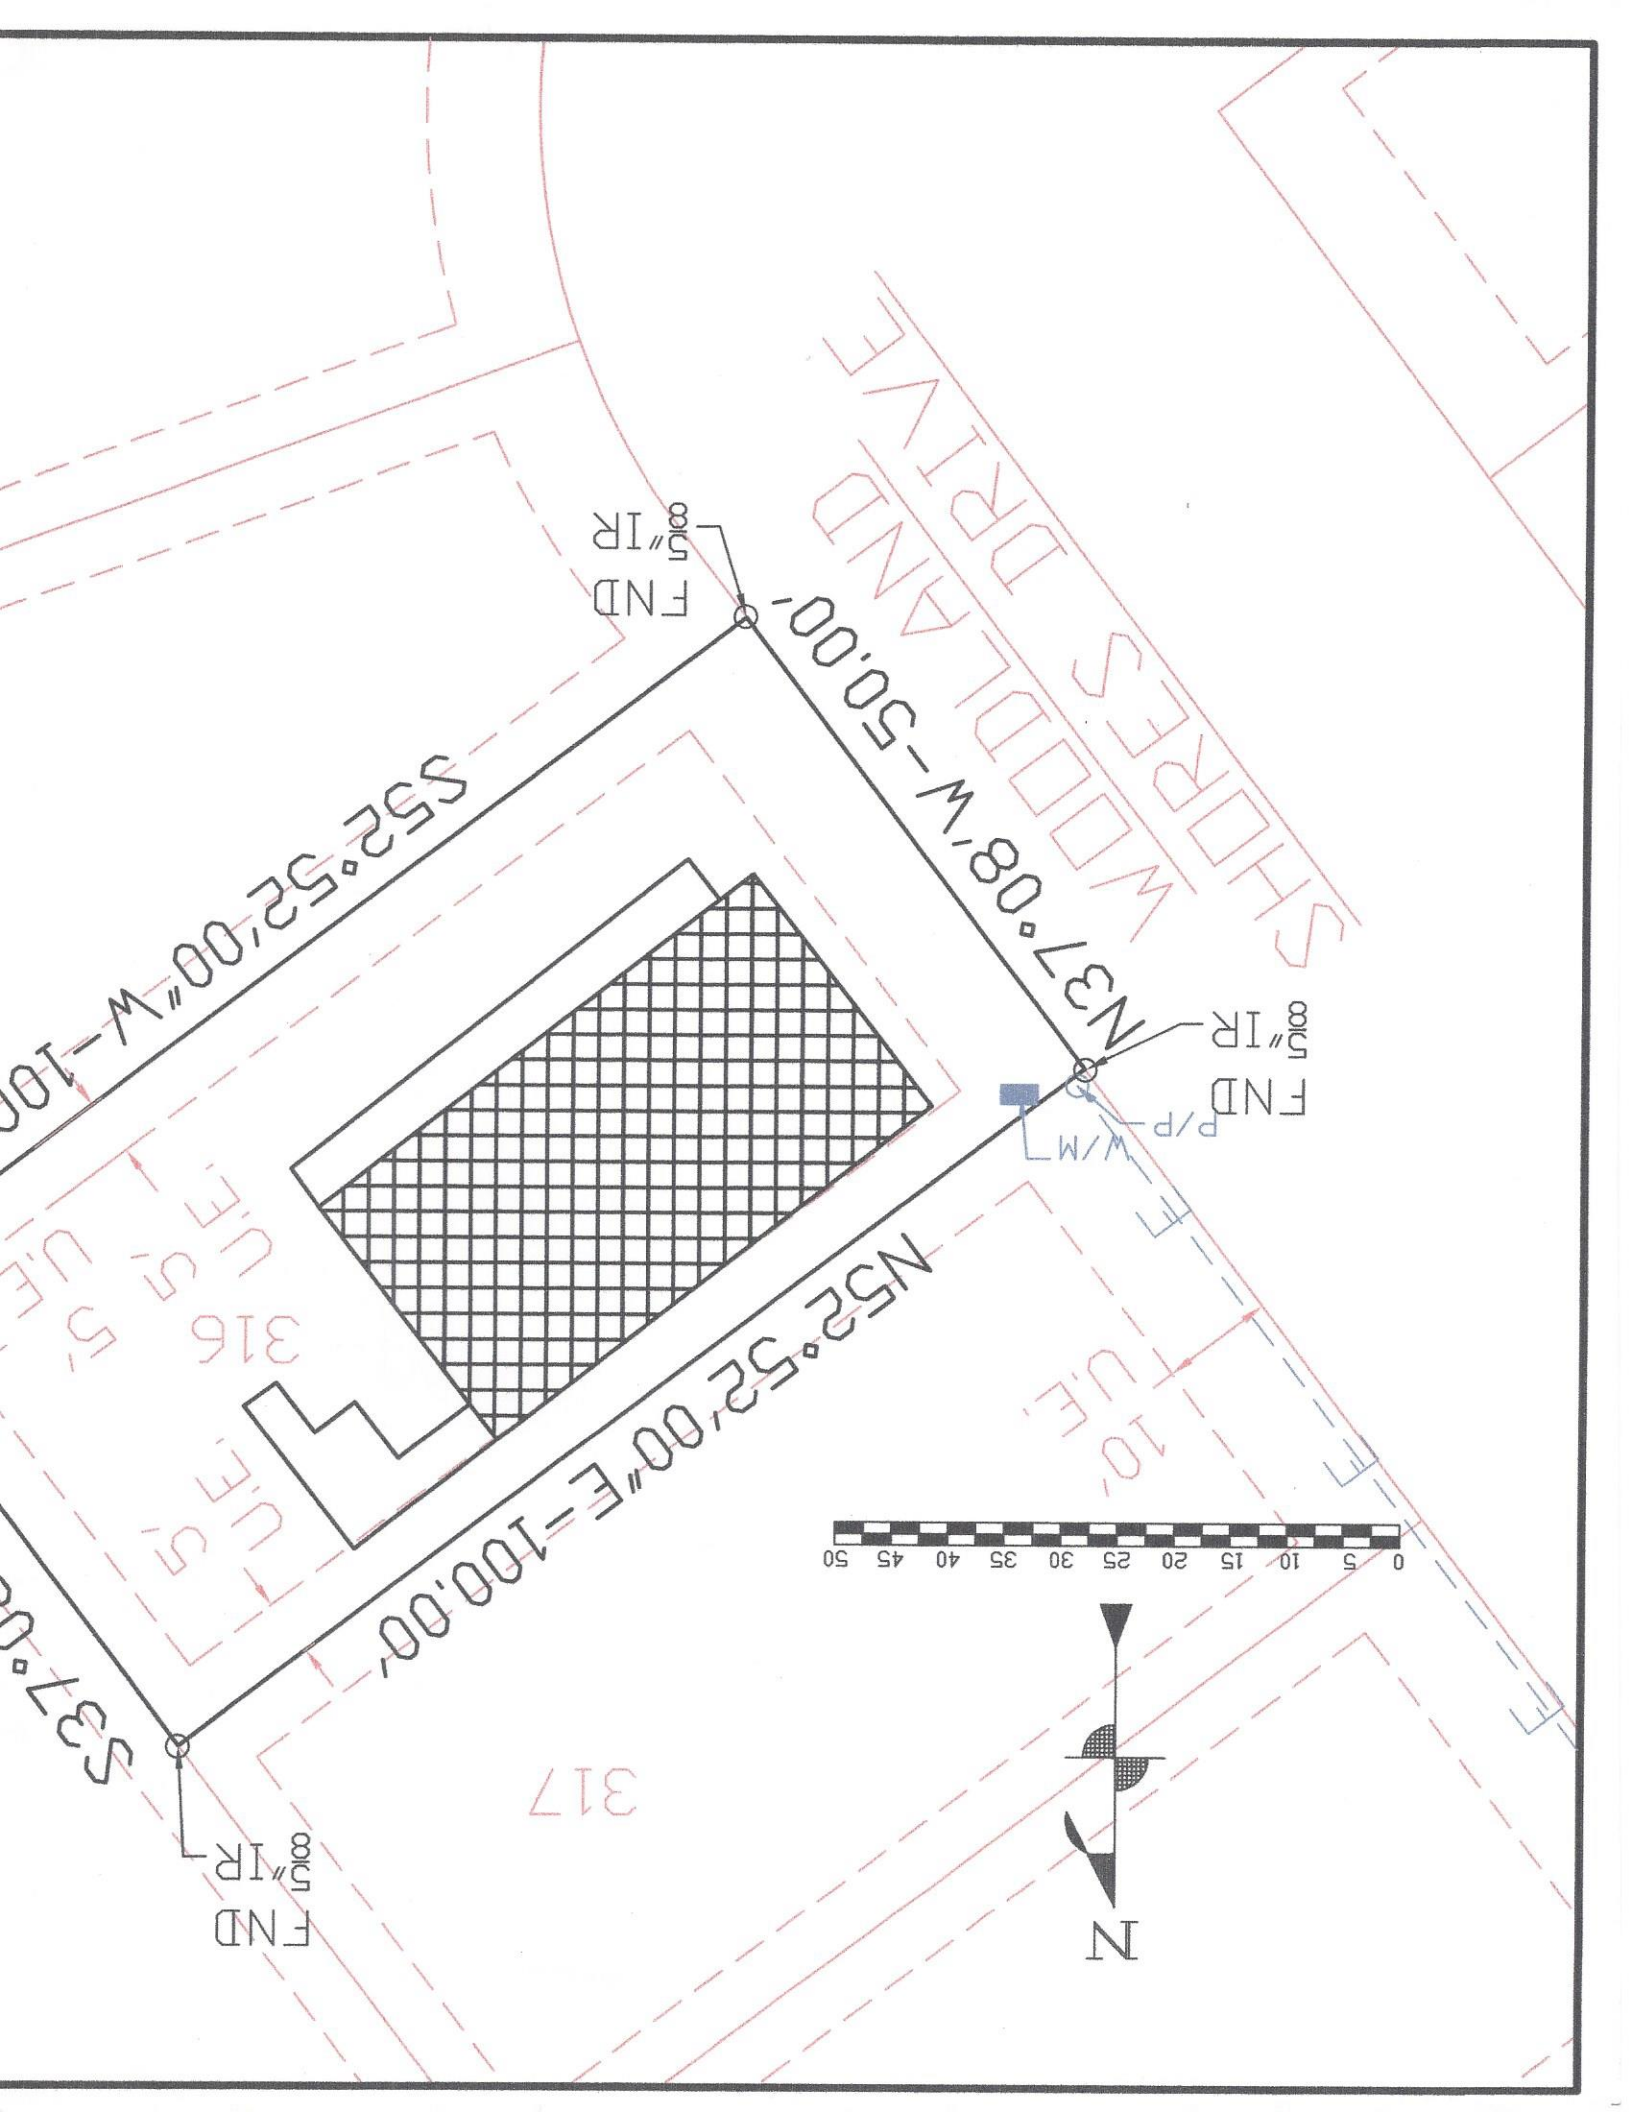 N
0 5 10 15 20 25 30 35 40 45 50
317
FND
5/8" IR
S37°0
N52°52'00"E-100.00'
10'
U.E.
E
E
E
5'
U.E.
316
5'
U.E.
5'
U.E.
W/M
P/P
FND
5/8" IR
N37°08'W-50.00'
S52°52'00"W-100
FND
5/8" IR
WOODLAND
SHORES DRIVE